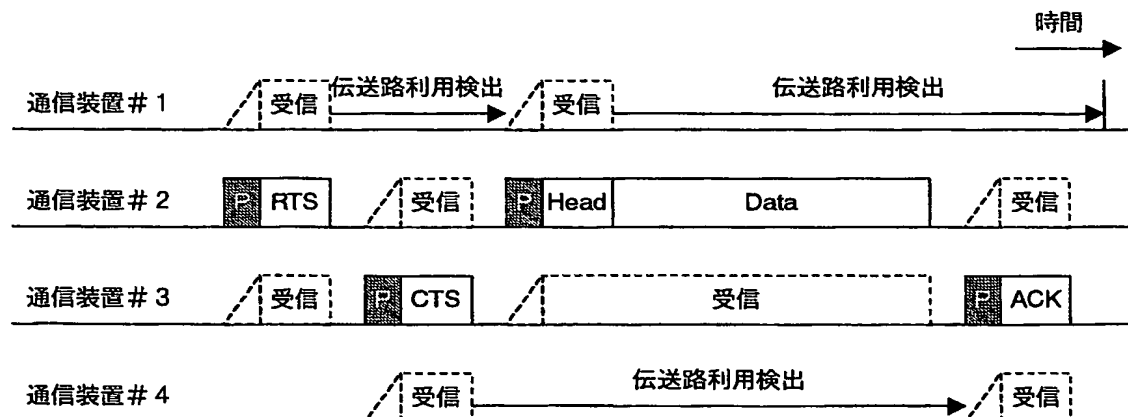 時間
通信装置＃1 受信 伝送路利用検出 受信 伝送路利用検出
通信装置＃2 P RTS 受信 P Head Data 受信
通信装置＃3 受信 P CTS 受信 P ACK
通信装置＃4 受信 伝送路利用検出 受信